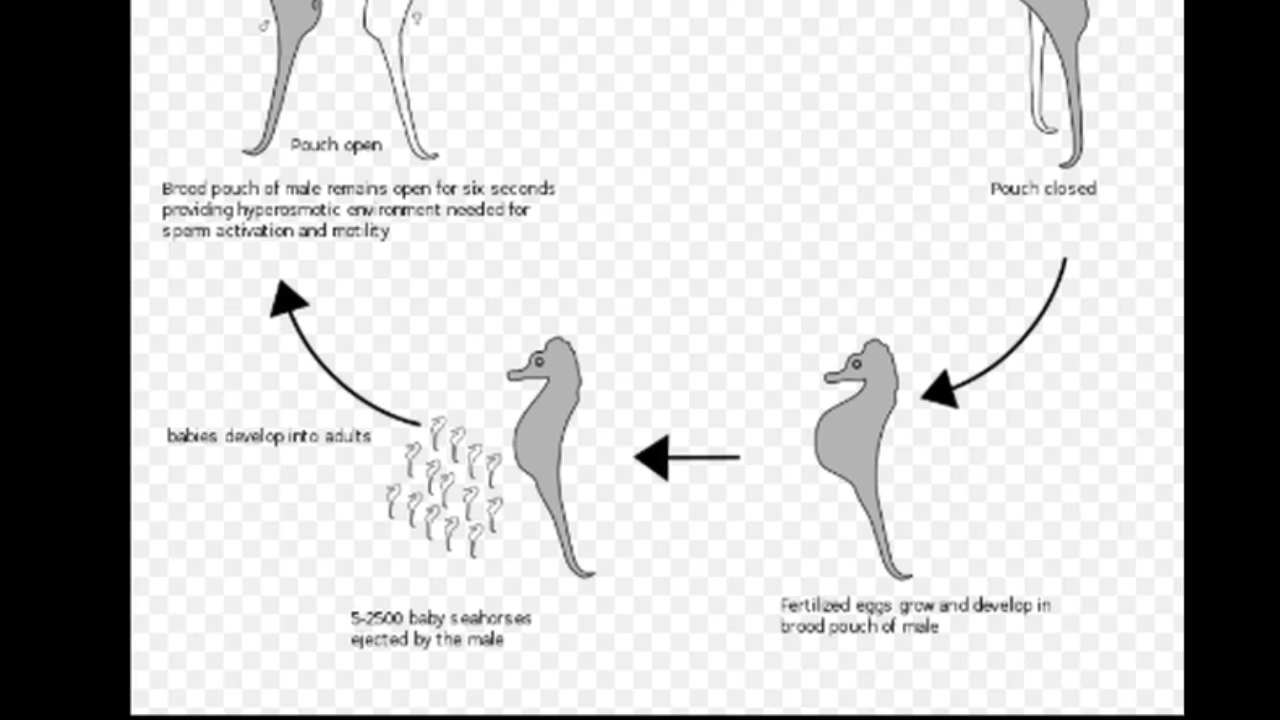 Pouch open
Brood pouch of male remains open for six seconds
providing hyperosmotic environment needed for
sperm activation and motility
Pouch closed
babies develop into adults
5-2500 baby seahorses
ejected by the male
Fertilized eggs grow and develop in
brood pouch of male